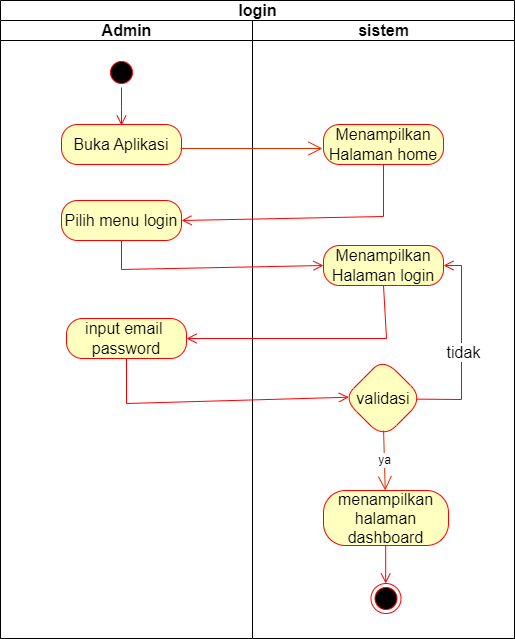 login
Admin
sistem
Buka Aplikasi
Menampilkan
Halaman home
Pilih menu login
Menampilkan
Halaman login
input email
password
tidak
validasi
ya
menampilkan
halaman
dashboard